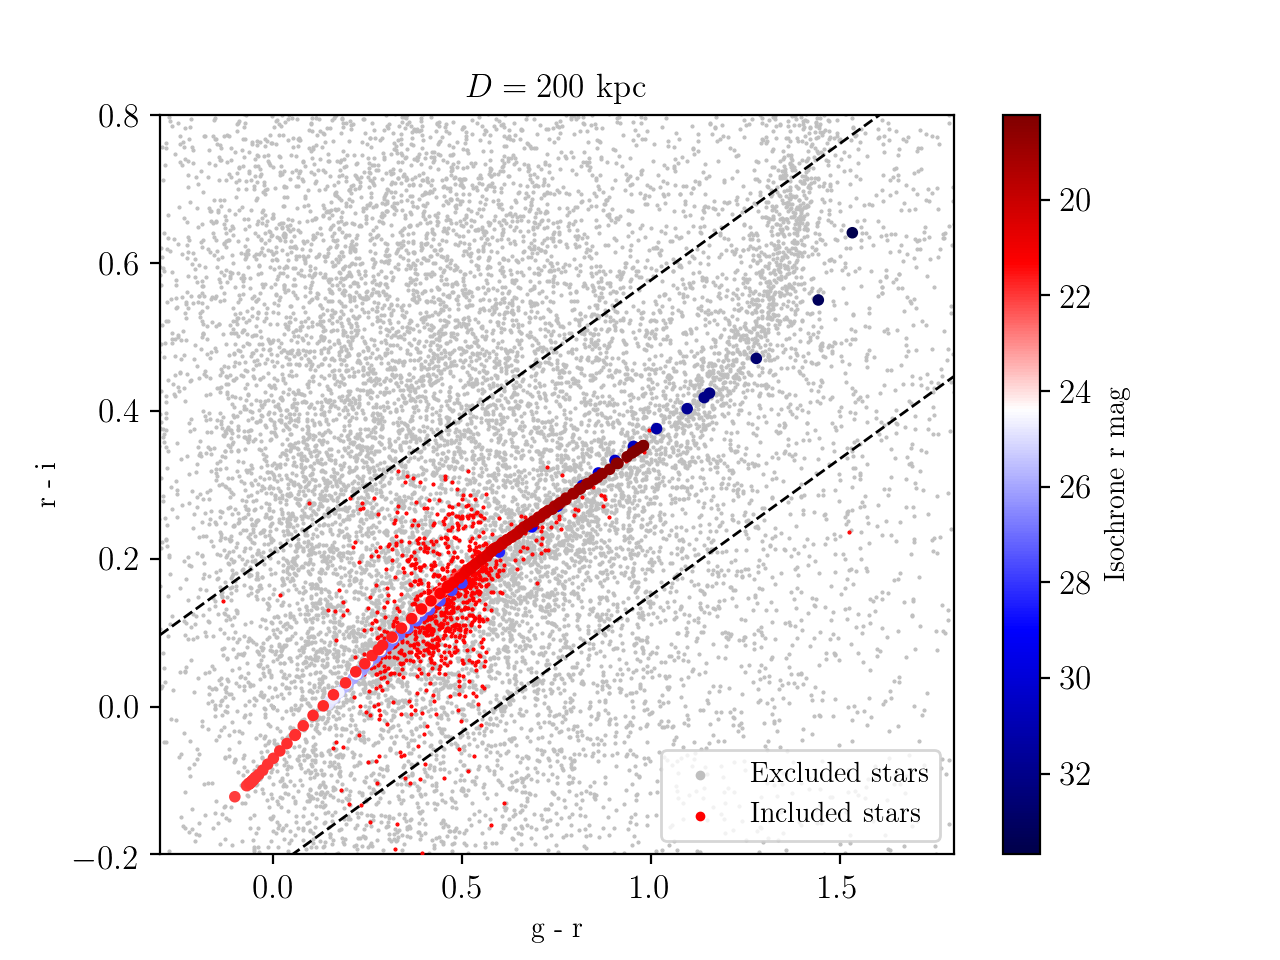 D = 200 kpc
0.8
0.6
0.4
0.2
0.0
−0.2
r - i
0.0
0.5
1.0
1.5
g - r
Excluded stars
Included stars
20
22
24
26
28
30
32
Isochrone r mag